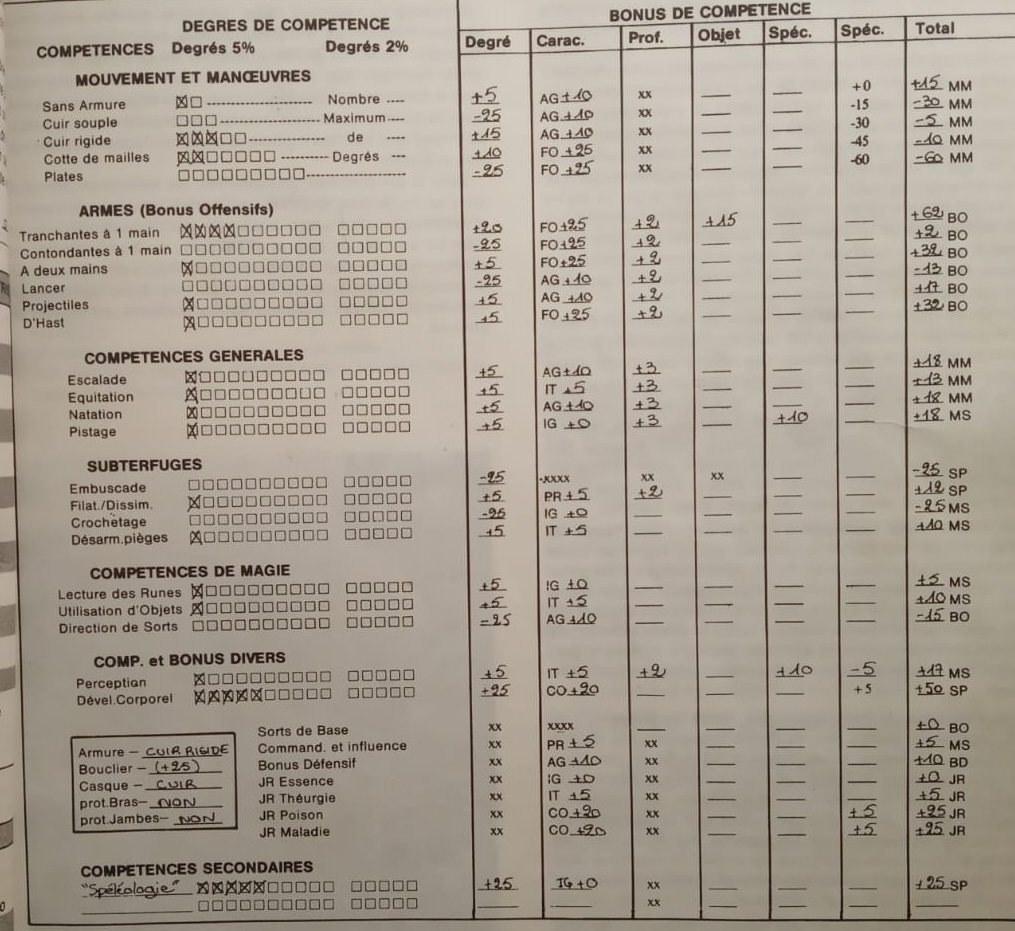 DEGRES DE COMPETENCE BONUS DE COMPETENCE
COMPETENCES Degrés 5% Degrés 2% Degré Carac. Prof. Objet Spéc. Spéc. Total
MOUVEMENT ET MANŒUVRES
Sans Armure Nombre +5 AG+10 xx +0 +15 MM
Cuir souple Maximum -25 AG+10 xx -15 -30 MM
Cuir rigide de +15 AG+10 xx -30 -5 MM
Cotte de mailles Degrés +10 FO+25 xx -45 -10 MM
Plates -25 FO+25 xx -60 -60 MM
ARMES (Bonus Offensifs)
Tranchantes à 1 main +20 FO+25 +2 +15 +62 BO
Contondantes à 1 main -25 FO+25 +2 +2 BO
A deux mains +5 FO+25 +2 +32 BO
Lancer -25 AG+10 +2 -13 BO
Projectiles +5 AG+10 +2 +17 BO
D'Hast +5 FO+25 +2 +32 BO
COMPETENCES GENERALES
Escalade +5 AG+10 +3 +18 MM
Equitation +5 IT+5 +3 +13 MM
Natation +5 AG+10 +3 +18 MM
Pistage +5 IG+0 +3 +10 +18 MS
SUBTERFUGES
Embuscade -25 -xxxx xx xx -25 SP
Filat./Dissim. +5 PR+5 +2 +12 SP
Crochetage -25 IG+0 -25 MS
Désarm.pièges +5 IT+5 +10 MS
COMPETENCES DE MAGIE
Lecture des Runes +5 IG+0 +5 MS
Utilisation d'Objets +5 IT+5 +10 MS
Direction de Sorts -25 AG+10 -15 BO
COMP. et BONUS DIVERS
Perception +5 IT+5 +2 +10 -5 +17 MS
Dével.Corporel +25 CO+20 +5 +50 SP
Sorts de Base xx xxxx +0 BO
Armure – CUIR RIGIDE Command. et influence xx PR+5 xx +5 MS
Bouclier – (+25) Bonus Défensif xx AG+10 xx +10 BD
Casque – CUIR JR Essence xx IG+0 xx +0 JR
prot.Bras– NON JR Théurgie xx IT+5 xx +5 JR
prot.Jambes– NON JR Poison xx CO+20 xx +5 +25 JR
JR Maladie xx CO+20 xx +5 +25 JR
COMPETENCES SECONDAIRES
"Spéléologie" +25 IG+0 xx +25 SP
xx